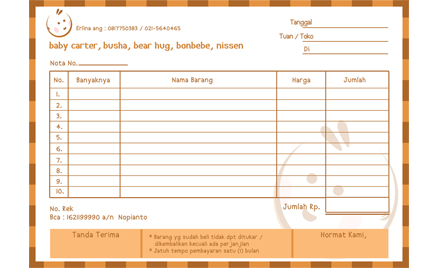 Tanggal
Erlina ang : 0817750383 / 021-5640465
Tuan / Toko
baby carter, busha, bear hug, bonbebe, nissen
Di
Nota No.
No. Banyaknya Nama Barang Harga Jumlah
1.
2.
3.
4.
5.
6.
7.
8.
9.
10.
No. Rek Jumlah Rp.
Bca : 1621199990 a/n Nopianto
Tanda Terima * Barang yg sudah beli tidak dpt ditukar / Hormat Kami,
dikembalikan kecuali ada perjanjian
* Jatuh tempo pembayaran satu (1) bulan